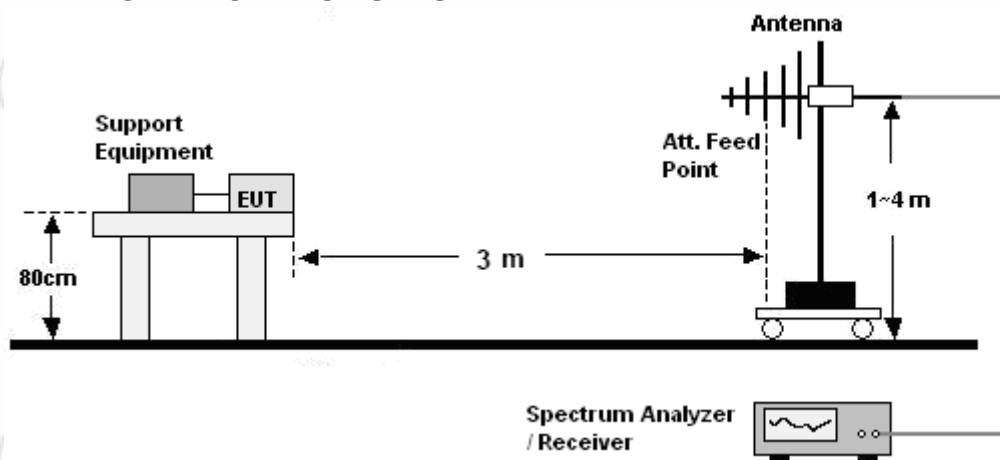 Antenna
Support
Equipment
EUT
Att. Feed
Point
1~4 m
80cm
3 m
Spectrum Analyzer
/ Receiver